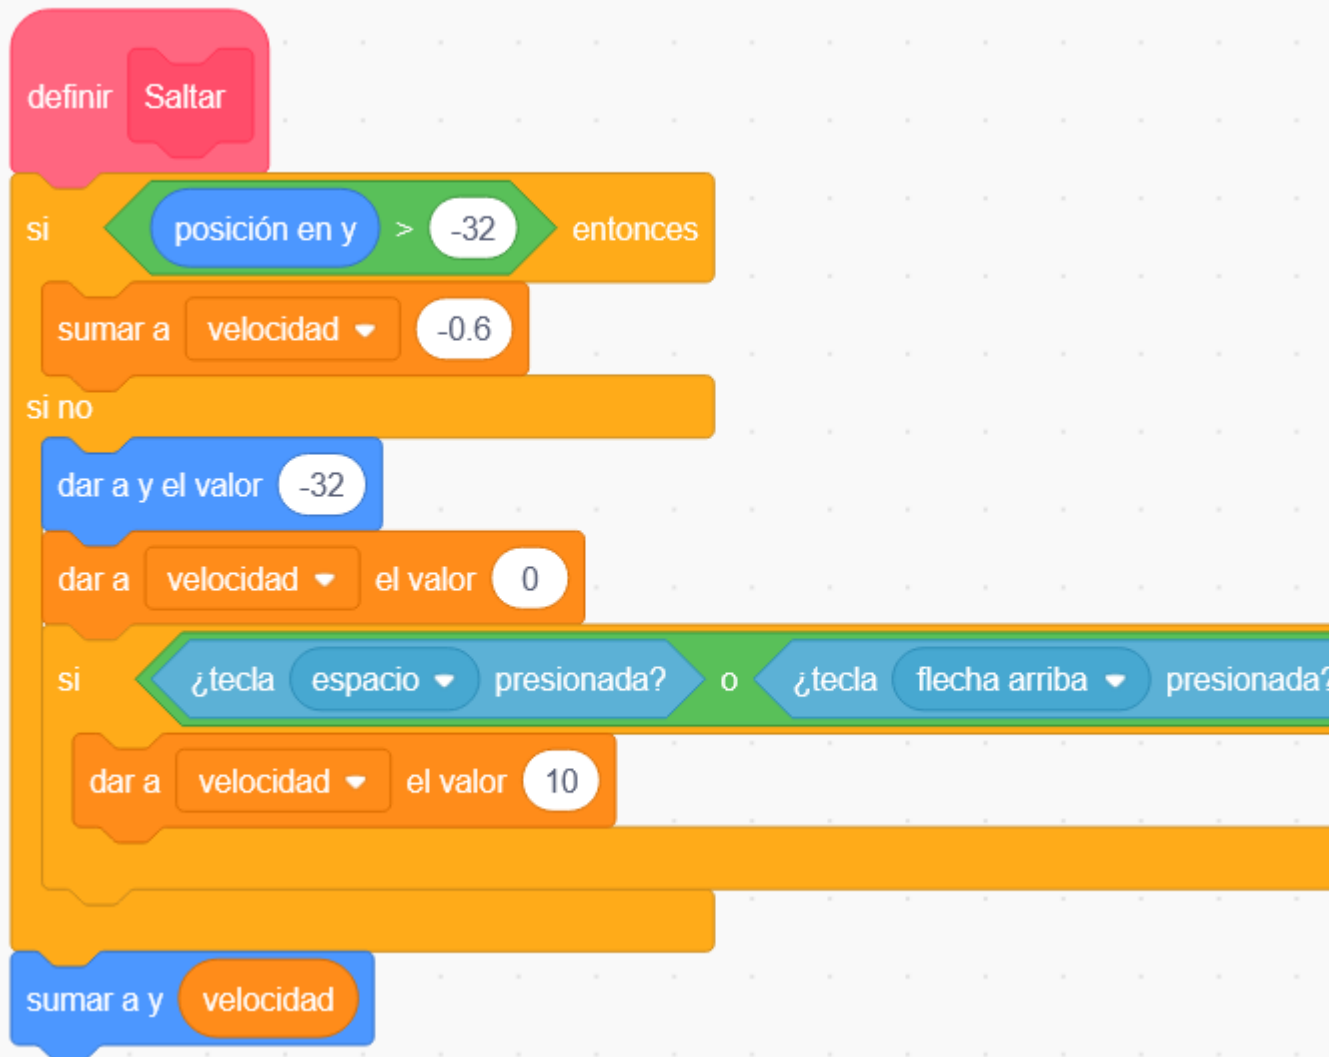 definir Saltar
si posición en y > -32 entonces
sumar a velocidad -0.6
si no
dar a y el valor -32
dar a velocidad el valor 0
si ¿tecla espacio presionada? o ¿tecla flecha arriba presionada?
dar a velocidad el valor 10
sumar a y velocidad